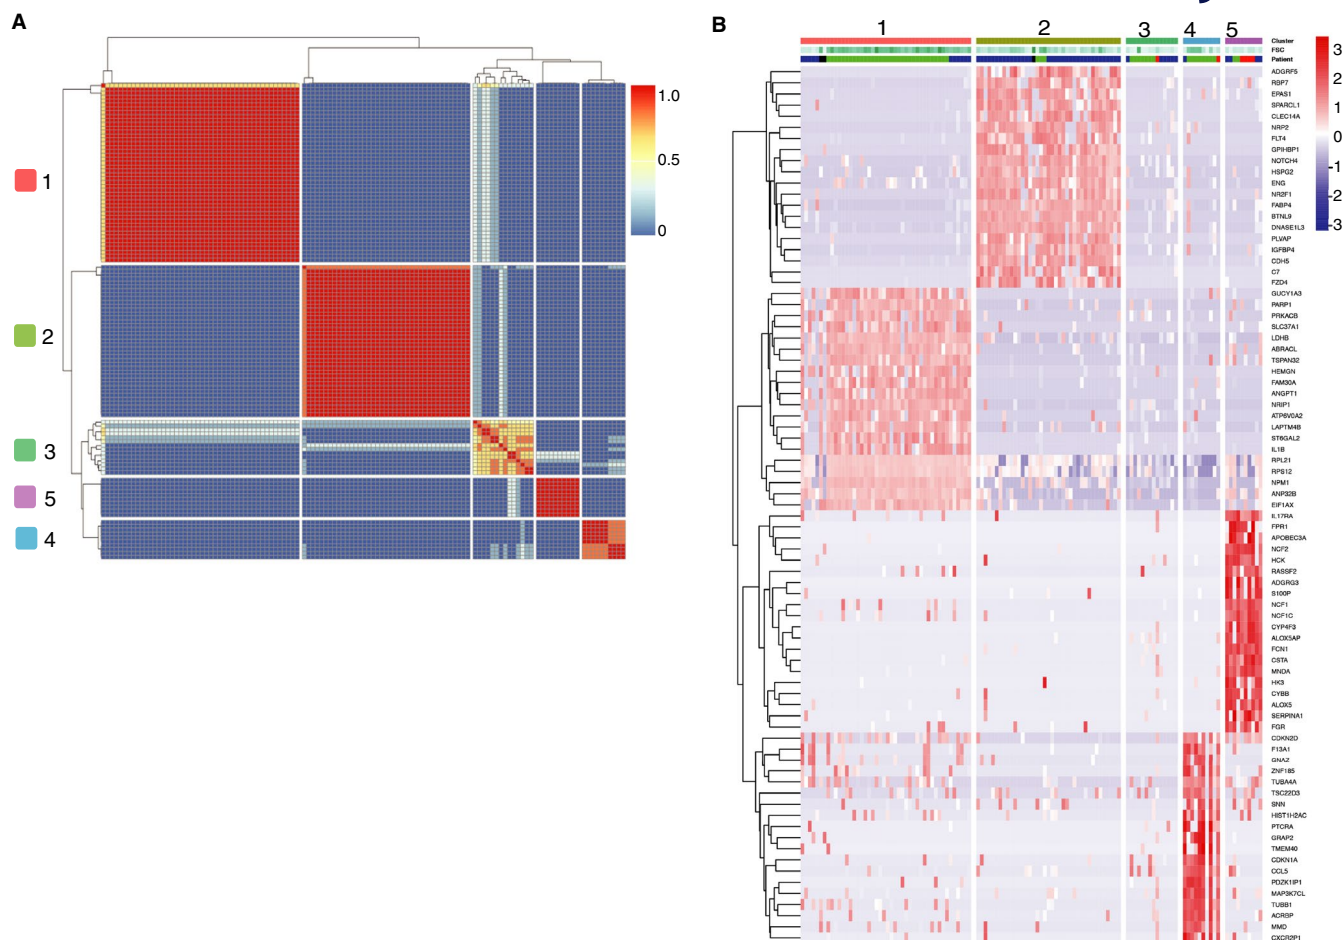 A
1.0
0.5
0
1
2
3
5
4
B
1
2
3
4
5
Cluster
FSC
Patient
3
2
1
0
-1
-2
-3
ADGRF5
RBP7
EPAS1
SPARCL1
CLEC14A
NRP2
FLT4
GPIHBP1
NOTCH4
HSPG2
ENG
NR2F1
FABP4
BTNL9
DNASE1L3
PLVAP
IGFBP4
CDH5
C7
FZD4
GUCY1A3
PARP1
PRKACB
SLC37A1
LDHB
ABRACL
TSPAN32
HEMGN
FAM30A
ANGPT1
NRIP1
ATP6V0A2
LAPTM4B
ST6GAL2
IL1B
RPL21
RPS12
NPM1
ANP32B
EIF1AX
IL17RA
FPR1
APOBEC3A
NCF2
HCK
RASSF2
ADGRG3
S100P
NCF1
NCF1C
CYP4F3
ALOX5AP
FCN1
CSTA
MNDA
HK3
CYBB
ALOX5
SERPINA1
FGR
CDKN2D
F13A1
GNAZ
ZNF185
TUBA4A
TSC22D3
SNN
HIST1H2AC
PTCRA
GRAP2
TMEM40
CDKN1A
CCL5
PDZK1IP1
MAP3K7CL
TUBB1
ACRBP
MMD
CXCR2P1